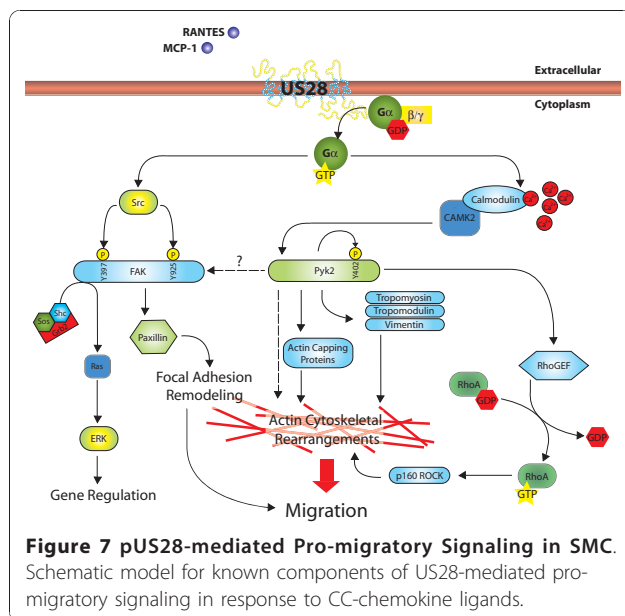 RANTES
MCP-1
Extracellular
US28
Cytoplasm
Gα
β/γ
GDP
Gα
GTP
Src
Calmodulin
CAMK2
P
P
P
Y397
FAK
Y925
?
Pyk2
Y402
Sos
Shc
Grb2
Paxillin
Tropomyosin
Tropomodulin
Vimentin
Actin Capping
Proteins
RhoGEF
Ras
Focal Adhesion
Remodeling
RhoA
GDP
Actin Cytoskeletal
Rearrangements
GDP
ERK
p160 ROCK
RhoA
GTP
Gene Regulation
Migration
Figure 7 pUS28-mediated Pro-migratory Signaling in SMC.
Schematic model for known components of US28-mediated pro-
migratory signaling in response to CC-chemokine ligands.